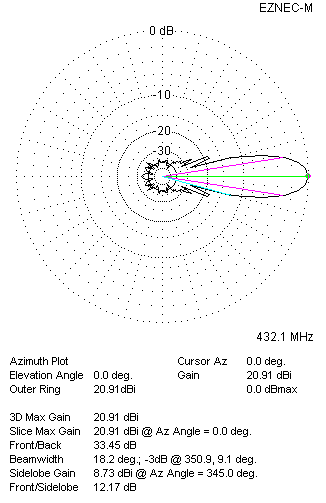 EZNEC-M
0 dB
-10
-20
-30
432.1 MHz
Azimuth Plot Cursor Az 0.0 deg.
Elevation Angle 0.0 deg. Gain 20.91 dBi
Outer Ring 20.91dBi 0.0 dBmax
3D Max Gain 20.91 dBi
Slice Max Gain 20.91 dBi @ Az Angle = 0.0 deg.
Front/Back 33.45 dB
Beamwidth 18.2 deg.; -3dB @ 350.9, 9.1 deg.
Sidelobe Gain 8.73 dBi @ Az Angle = 345.0 deg.
Front/Sidelobe 12.17 dB